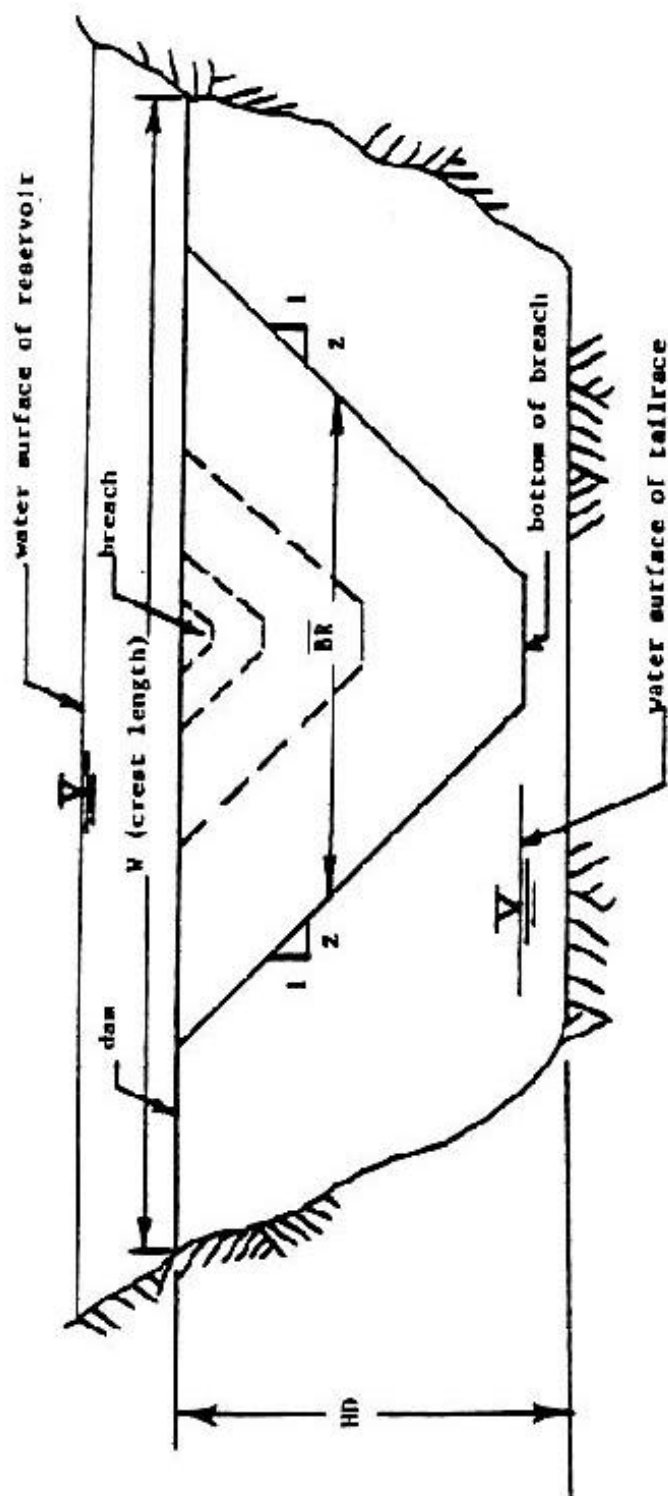 water surface of reservoir
breach
W (crest length)
dam
1
z
1
z
BR
HD
bottom of breach
water surface of tailrace